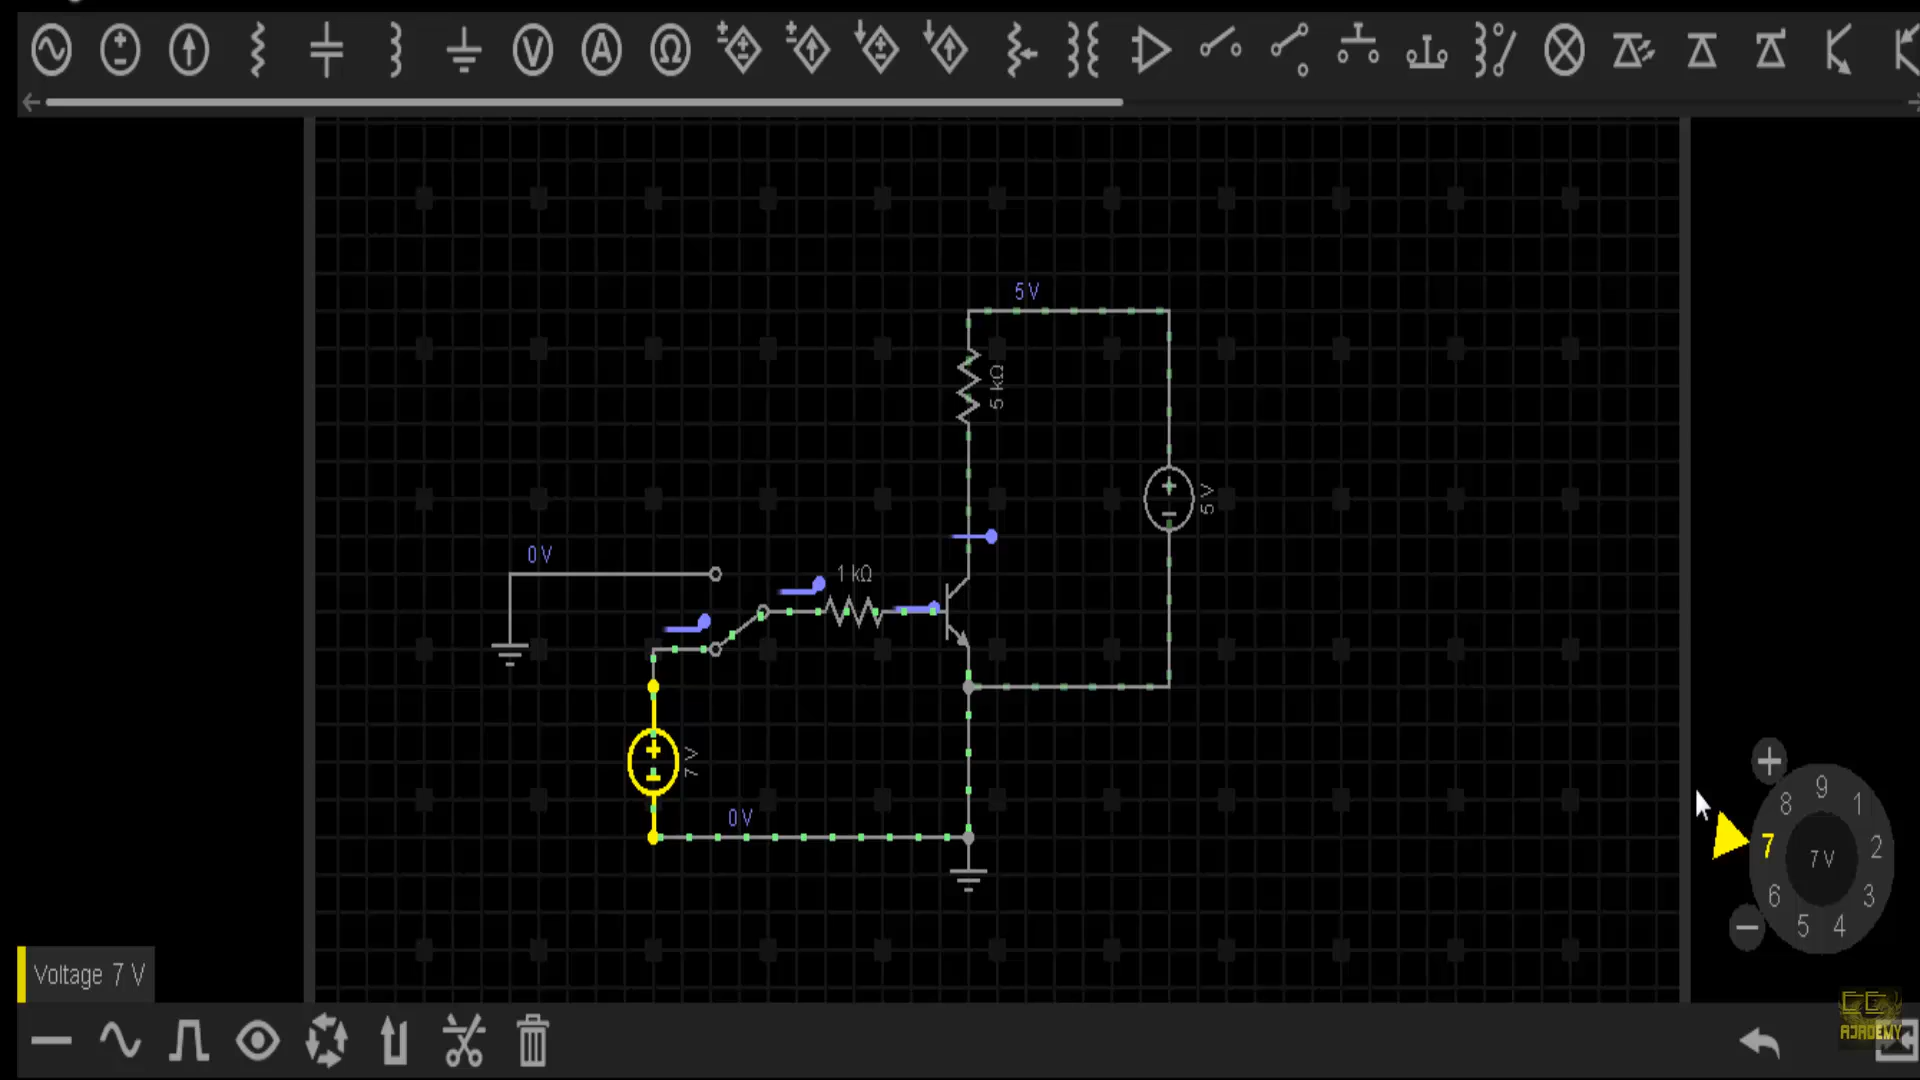 V A Ω
5 V
5 kΩ
5 V
0 V
1 kΩ
7 V
0 V
9
8 1
7 7 V 2
6 3
5 4
Voltage 7 V
ACADEMY